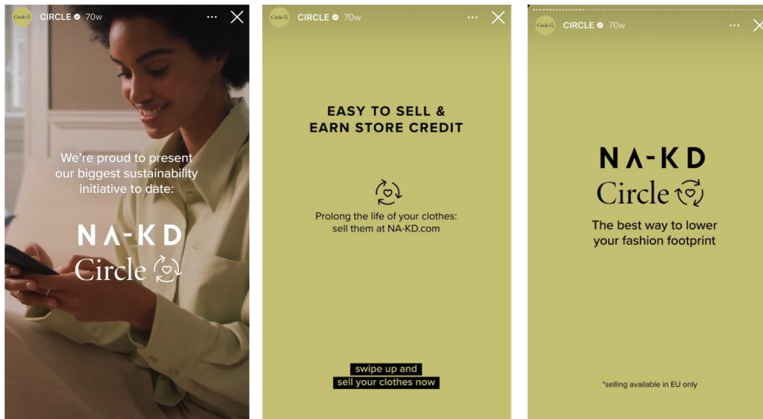 Circle
CIRCLE 70w
We're proud to present
our biggest sustainability
initiative to date:
NA-KD
Circle
Circle
CIRCLE 70w
EASY TO SELL &
EARN STORE CREDIT
Prolong the life of your clothes:
sell them at NA-KD.com
swipe up and
sell your clothes now
Circle
CIRCLE 70w
NA-KD
Circle
The best way to lower
your fashion footprint
*selling available in EU only